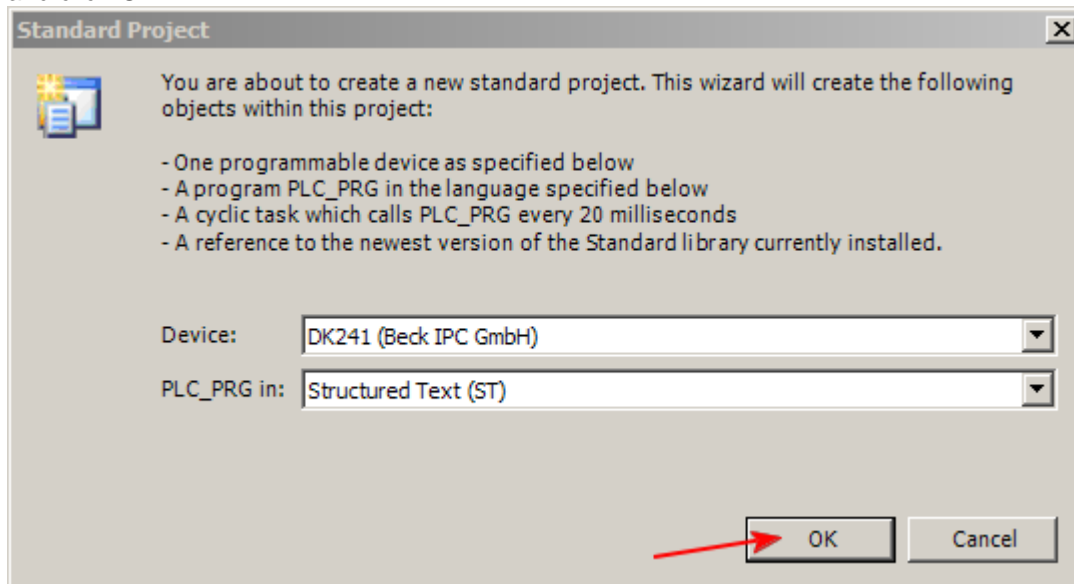 Standard Project
You are about to create a new standard project. This wizard will create the following
objects within this project:
- One programmable device as specified below
- A program PLC_PRG in the language specified below
- A cyclic task which calls PLC_PRG every 20 milliseconds
- A reference to the newest version of the Standard library currently installed.
Device: DK241 (Beck IPC GmbH)
PLC_PRG in: Structured Text (ST)
OK Cancel